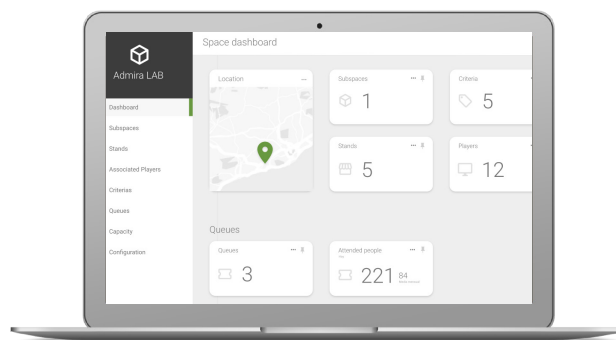 Space dashboard
Admira LAB
Dashboard
Subspaces
Stands
Associated Players
Criterias
Queues
Capacity
Configuration
Location
Subspaces
1
Criteria
5
Stands
5
Players
12
Queues
Queues
3
Attended people
221
84